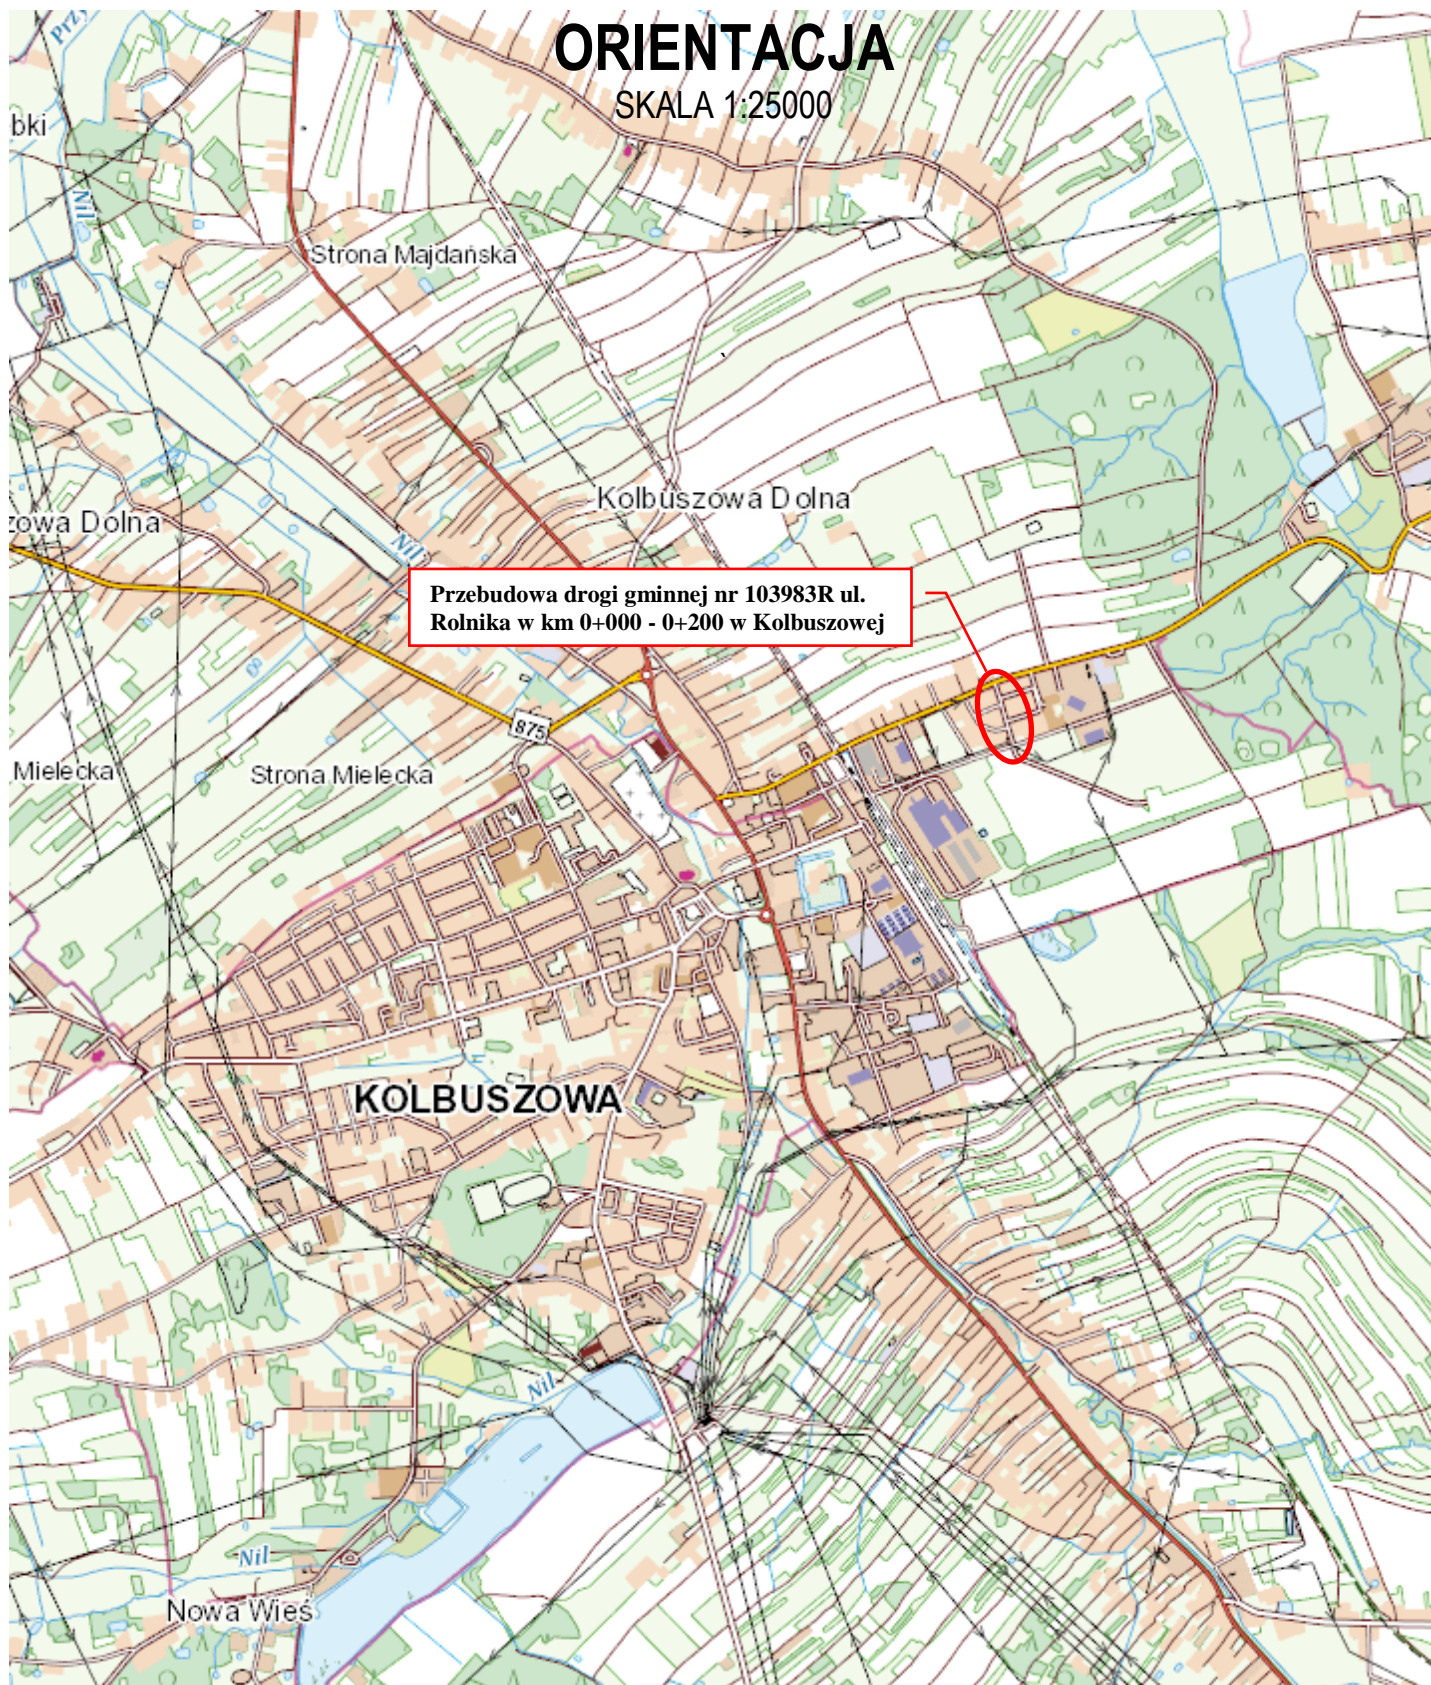 ORIENTACJA
SKALA 1:25000
bki
Nil
Strona Majdańska
Kolbuszowa Dolna
zowa Dolna
Nil
Przebudowa drogi gminnej nr 103983R ul.
Rolnika w km 0+000 - 0+200 w Kolbuszowej
875
Mielecka
Strona Mielecka
KOLBUSZOWA
Nil
Nil
Nowa Wieś